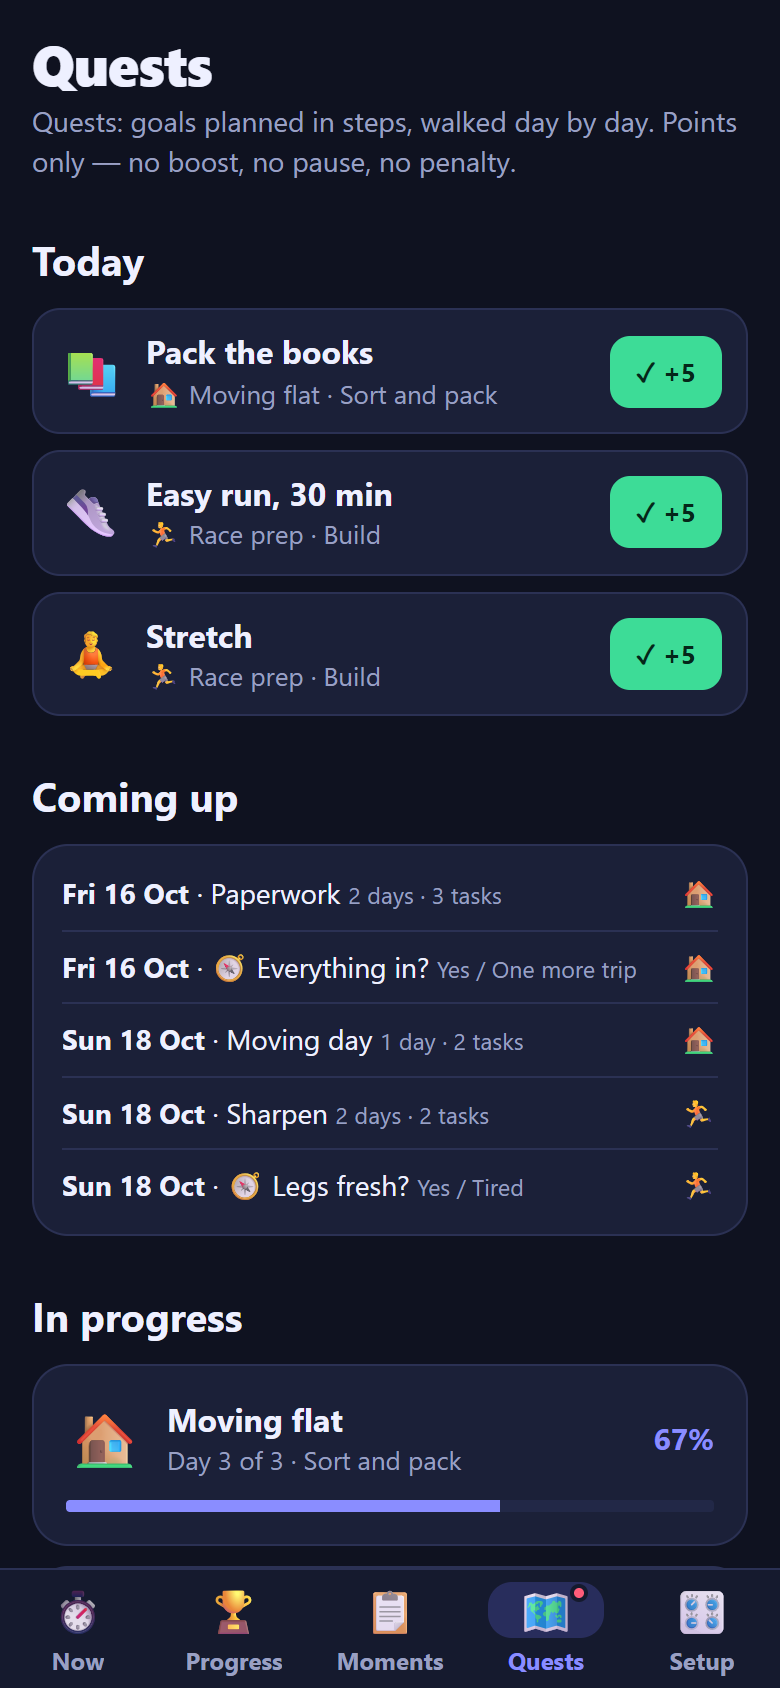 Quests
Quests: goals planned in steps, walked day by day. Points
only — no boost, no pause, no penalty.
Today
Pack the books
Moving flat · Sort and pack
✓ +5
Easy run, 30 min
Race prep · Build
✓ +5
Stretch
Race prep · Build
✓ +5
Coming up
Fri 16 Oct · Paperwork 2 days · 3 tasks
Fri 16 Oct · Everything in? Yes / One more trip
Sun 18 Oct · Moving day 1 day · 2 tasks
Sun 18 Oct · Sharpen 2 days · 2 tasks
Sun 18 Oct · Legs fresh? Yes / Tired
In progress
Moving flat
Day 3 of 3 · Sort and pack
67%
Now
Progress
Moments
Quests
Setup